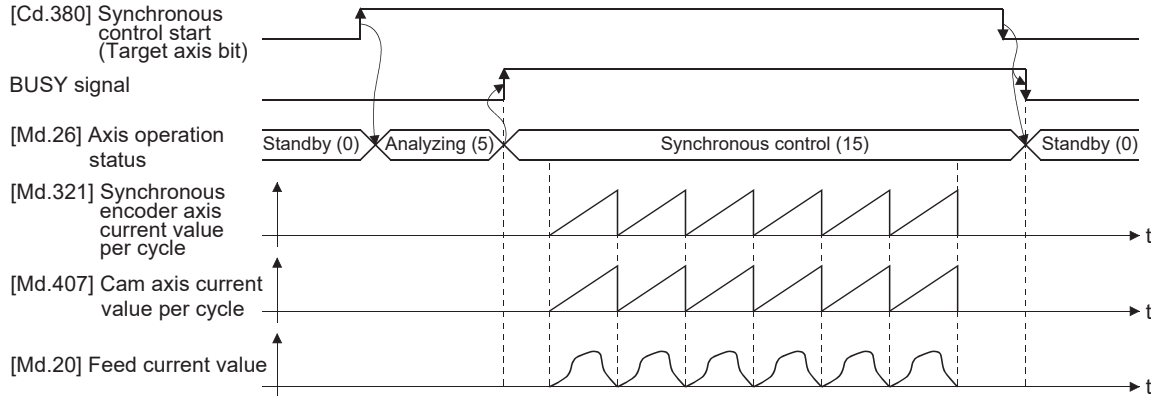 [Cd.380] Synchronous
control start
(Target axis bit)
BUSY signal
[Md.26] Axis operation
status
Standby (0)
Analyzing (5)
Synchronous control (15)
Standby (0)
[Md.321] Synchronous
encoder axis
current value
per cycle
t
[Md.407] Cam axis current
value per cycle
t
[Md.20] Feed current value
t